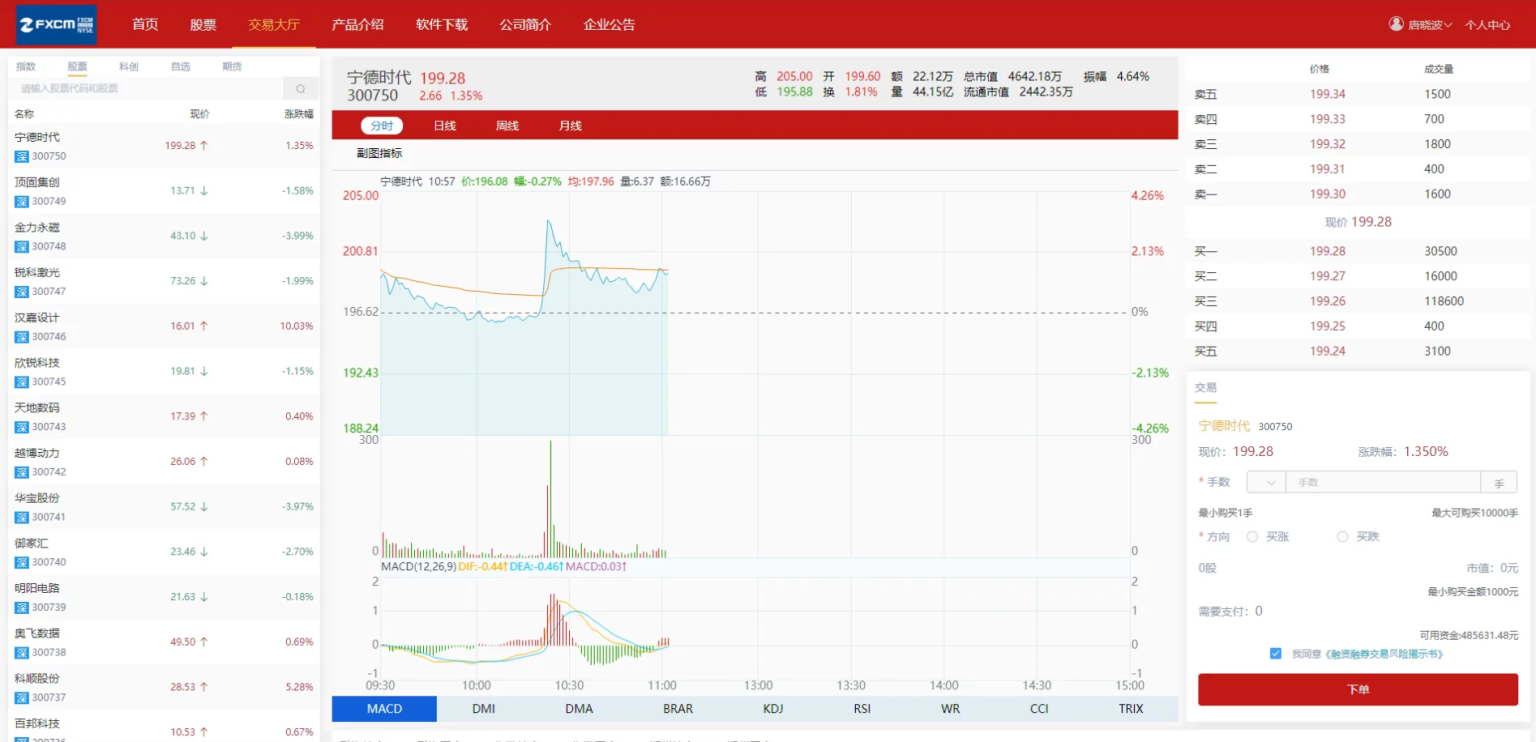 FXCM FXCM NYSE 首页 股票 交易大厅 产品介绍 软件下载 公司简介 企业公告 唐晓波 个人中心
指数 股票 科创 自选 期货
请输入股票代码和股票
名称 现价 涨跌幅
宁德时代
深 300750 199.28 ↑ 1.35%
顶固集创
深 300749 13.71 ↓ -1.58%
金力永磁
深 300748 43.10 ↓ -3.99%
锐科激光
深 300747 73.26 ↓ -1.99%
汉嘉设计
深 300746 16.01 ↑ 10.03%
欣锐科技
深 300745 19.81 ↓ -1.15%
天地数码
深 300743 17.39 ↑ 0.40%
越博动力
深 300742 26.06 ↑ 0.08%
华宝股份
深 300741 57.52 ↓ -3.97%
御家汇
深 300740 23.46 ↓ -2.70%
明阳电路
深 300739 21.63 ↓ -0.18%
奥飞数据
深 300738 49.50 ↑ 0.69%
科顺股份
深 300737 28.53 ↑ 5.28%
百邦科技
10.53 ↑ 0.67%
宁德时代 199.28
300750 2.66 1.35%
高 205.00 开 199.60 额 22.12万 总市值 4642.18万 振幅 4.64%
低 195.88 换 1.81% 量 44.15亿 流通市值 2442.35万
分时 日线 周线 月线
副图指标
宁德时代 10:57 价:196.08 幅:-0.27% 均:197.96 量:6.37 额:16.66万
205.00 4.26%
200.81 2.13%
196.62 0%
192.43 -2.13%
188.24 -4.26%
300 300
0 0
MACD(12,26,9) DIF:-0.44↑ DEA:-0.46↑ MACD:0.03↑
2 2
1 1
0 0
-1 -1
09:30 10:00 10:30 11:00 13:00 13:30 14:00 14:30 15:00
MACD DMI DMA BRAR KDJ RSI WR CCI TRIX
价格 成交量
卖五 199.34 1500
卖四 199.33 700
卖三 199.32 1800
卖二 199.31 400
卖一 199.30 1600
现价 199.28
买一 199.28 30500
买二 199.27 16000
买三 199.26 118600
买四 199.25 400
买五 199.24 3100
交易
宁德时代 300750
现价: 199.28 涨跌幅: 1.350%
* 手数 手数 手
最小购买1手 最大可购买10000手
* 方向 买涨 买跌
0股 市值: 0元
最小购买金额1000元
需要支付: 0
可用资金:485631.48元
我同意《融资融券交易风险揭示书》
下单